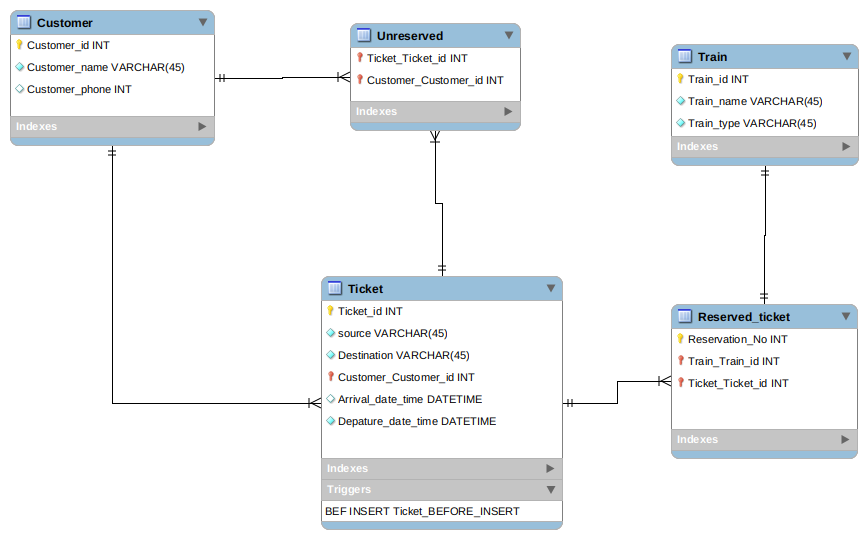 Customer
Customer_id INT
Customer_name VARCHAR(45)
Customer_phone INT
Indexes
Unreserved
Ticket_Ticket_id INT
Customer_Customer_id INT
Indexes
Train
Train_id INT
Train_name VARCHAR(45)
Train_type VARCHAR(45)
Indexes
Ticket
Ticket_id INT
source VARCHAR(45)
Destination VARCHAR(45)
Customer_Customer_id INT
Arrival_date_time DATETIME
Depature_date_time DATETIME
Indexes
Triggers
BEF INSERT Ticket_BEFORE_INSERT
Reserved_ticket
Reservation_No INT
Train_Train_id INT
Ticket_Ticket_id INT
Indexes